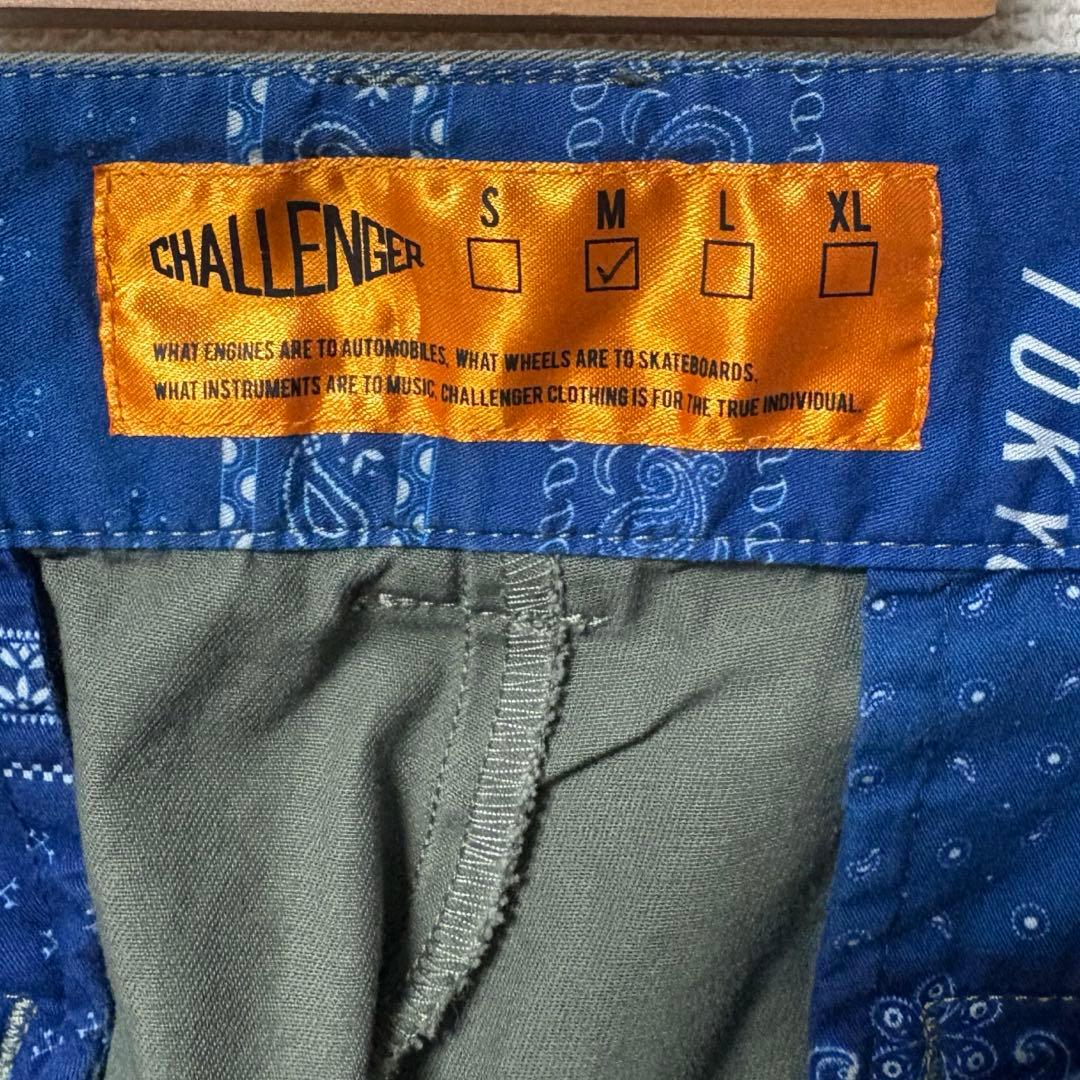 CHALLENGER
S M L XL
WHAT ENGINES ARE TO AUTOMOBILES, WHAT WHEELS ARE TO SKATEBOARDS,
WHAT INSTRUMENTS ARE TO MUSIC, CHALLENGER CLOTHING IS FOR THE TRUE INDIVIDUAL.
TOKY